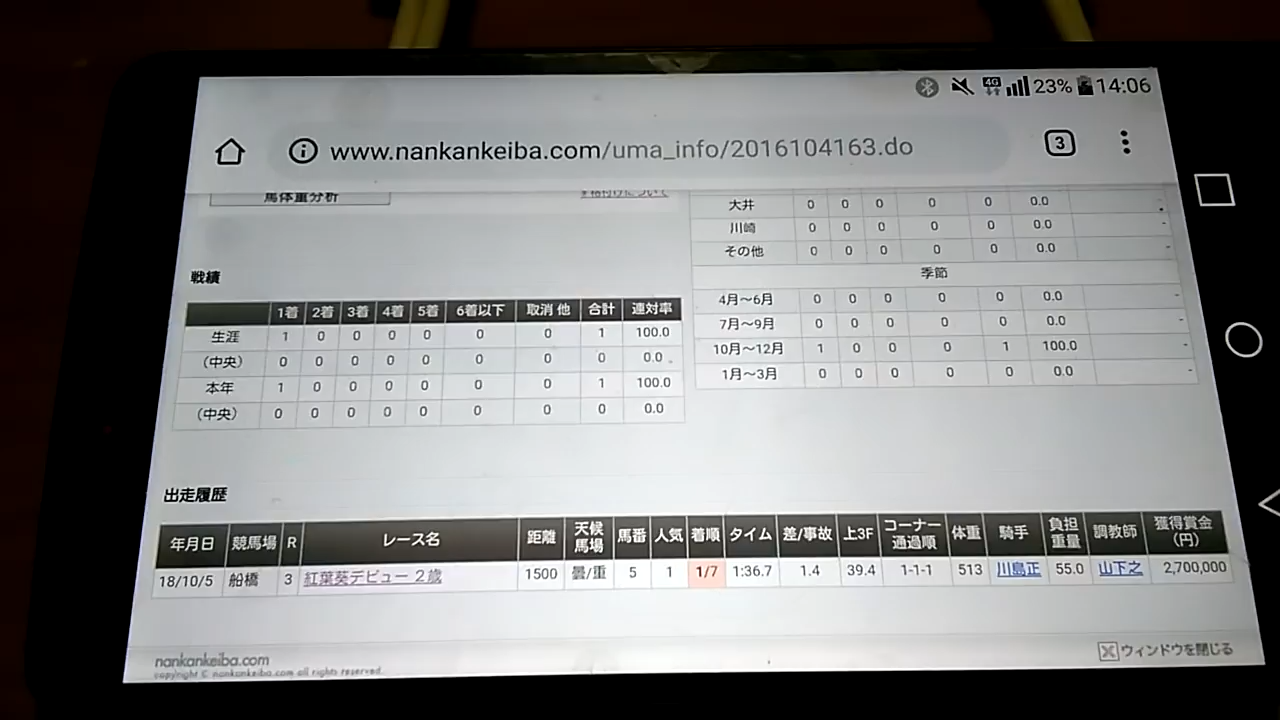 4G 23% 14:06
www.nankankeiba.com/uma_info/2016104163.do
3
馬体重分析
格付けについて
大井 0 0 0 0 0 0.0 -
川崎 0 0 0 0 0 0.0 -
その他 0 0 0 0 0 0.0 -
季節
4月～6月 0 0 0 0 0 0.0 -
7月～9月 0 0 0 0 0 0.0 -
10月～12月 1 0 0 0 1 100.0 -
1月～3月 0 0 0 0 0 0.0 -
戦績
1着 2着 3着 4着 5着 6着以下 取消 他 合計 連対率
生涯 1 0 0 0 0 0 0 1 100.0
（中央） 0 0 0 0 0 0 0 0 0.0
本年 1 0 0 0 0 0 0 1 100.0
（中央） 0 0 0 0 0 0 0 0 0.0
出走履歴
年月日 競馬場 R レース名 距離 天候馬場 馬番 人気 着順 タイム 差/事故 上3F コーナー通過順 体重 騎手 負担重量 調教師 獲得賞金（円）
18/10/5 船橋 3 紅葉葵デビュー２歳 1500 曇/重 5 1 1/7 1:36.7 1.4 39.4 1-1-1 513 川島正 55.0 山下之 2,700,000
nankankeiba.com
copyright © nankankeiba.com all rights reserved.
ウィンドウを閉じる